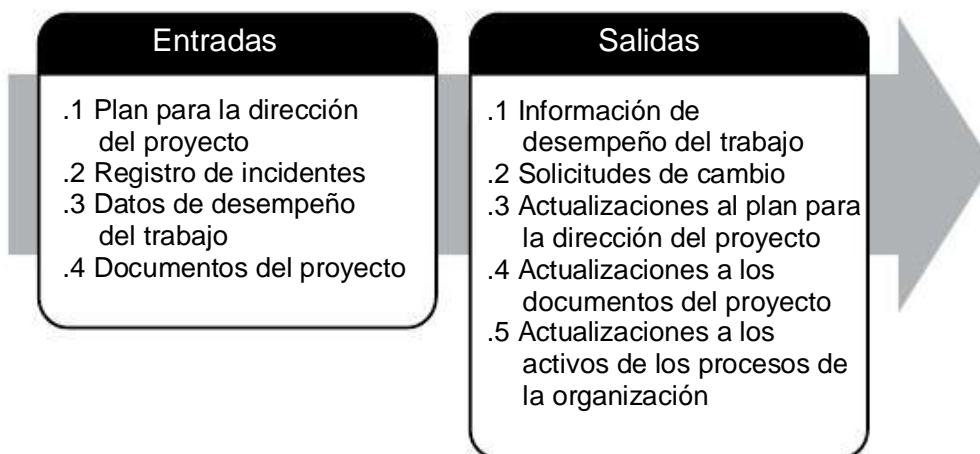 Entradas
.1 Plan para la dirección
del proyecto
.2 Registro de incidentes
.3 Datos de desempeño
del trabajo
.4 Documentos del proyecto
Salidas
.1 Información de
desempeño del trabajo
.2 Solicitudes de cambio
.3 Actualizaciones al plan para
la dirección del proyecto
.4 Actualizaciones a los
documentos del proyecto
.5 Actualizaciones a los
activos de los procesos de
la organización